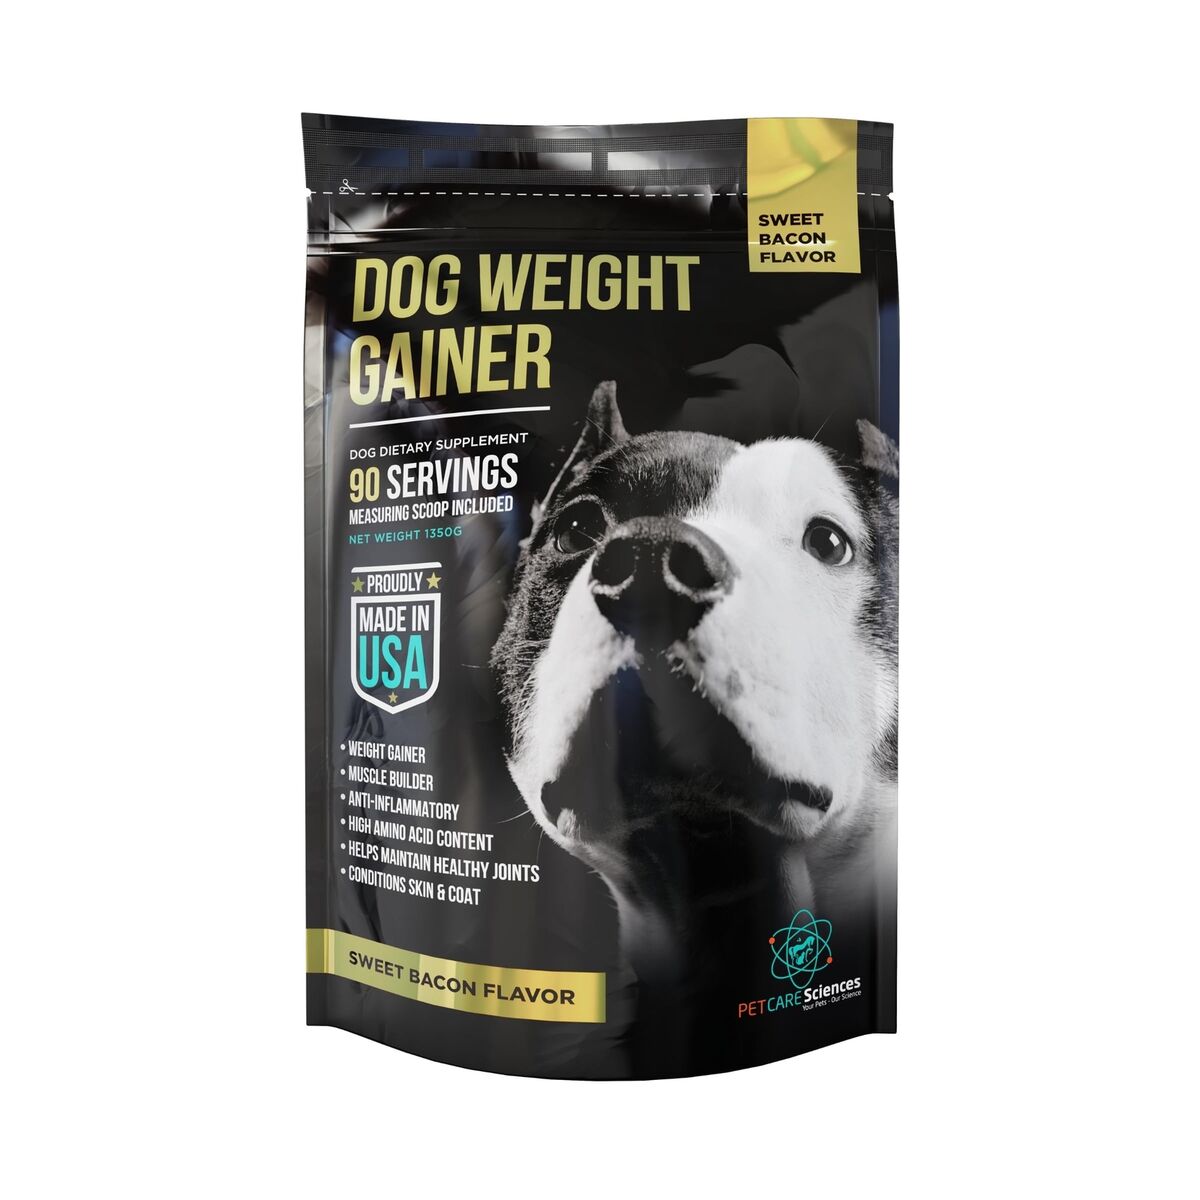 SWEET
BACON
FLAVOR
DOG WEIGHT
GAINER
DOG DIETARY SUPPLEMENT
90 SERVINGS
MEASURING SCOOP INCLUDED
NET WEIGHT 1350G
PROUDLY
MADE IN
USA
• WEIGHT GAINER
• MUSCLE BUILDER
• ANTI-INFLAMMATORY
• HIGH AMINO ACID CONTENT
• HELPS MAINTAIN HEALTHY JOINTS
• CONDITIONS SKIN & COAT
SWEET BACON FLAVOR
PETCARE Sciences
Your Pets - Our Science